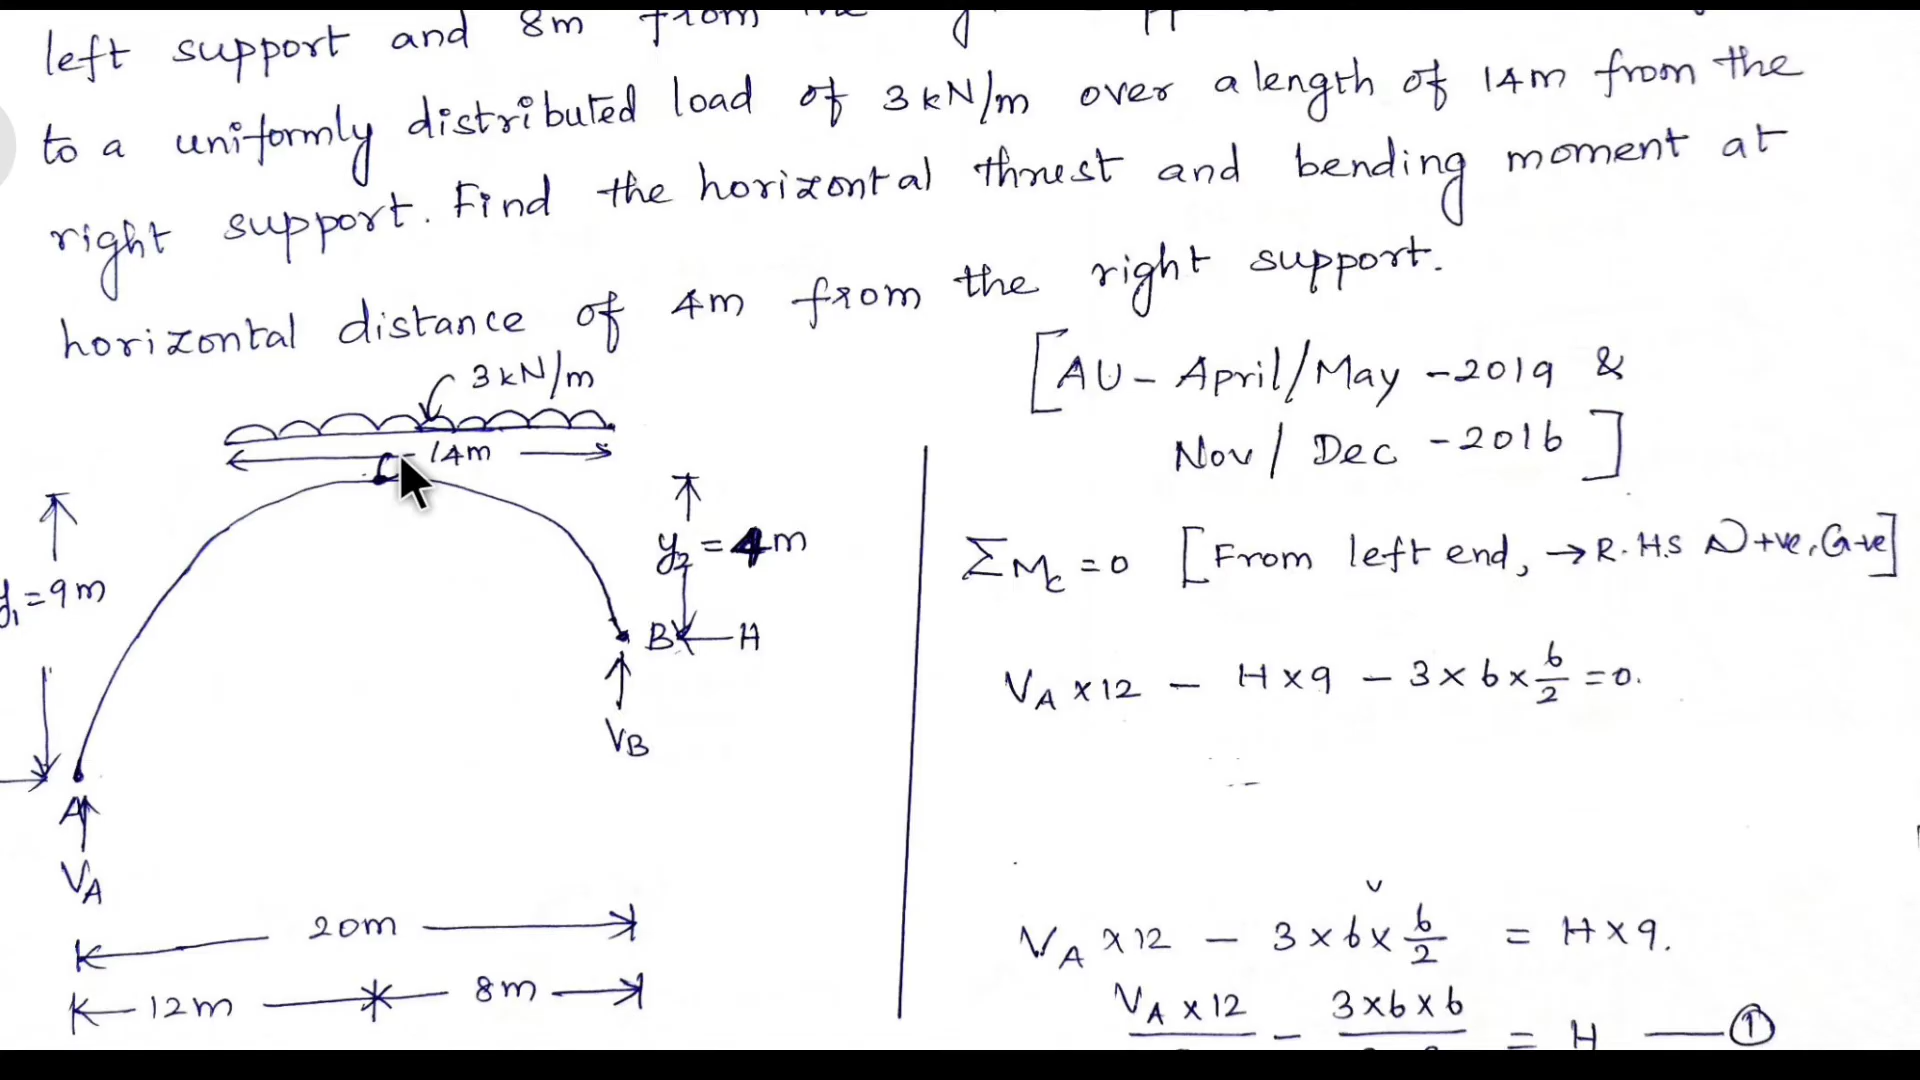 left support and 8m from
to a uniformly distributed load of 3kN/m over a length of 14m from the
right support. Find the horizontal thrust and bending moment at
horizontal distance of 4m from the right support.
[AU- April/May -2019 &
Nov/ Dec -2016]
3kN/m
14m
C
y1=9m
y2=4m
B
H
VB
A
VA
20m
12m
8m
ΣMc=0 [From left end, → R.H.S ↷+ve, ↶-ve]
VA×12 - H×9 - 3×6×6/2 =0.
VA×12 - 3×6×6/2 = H×9.
VA×12 - 3×6×6 = H —①